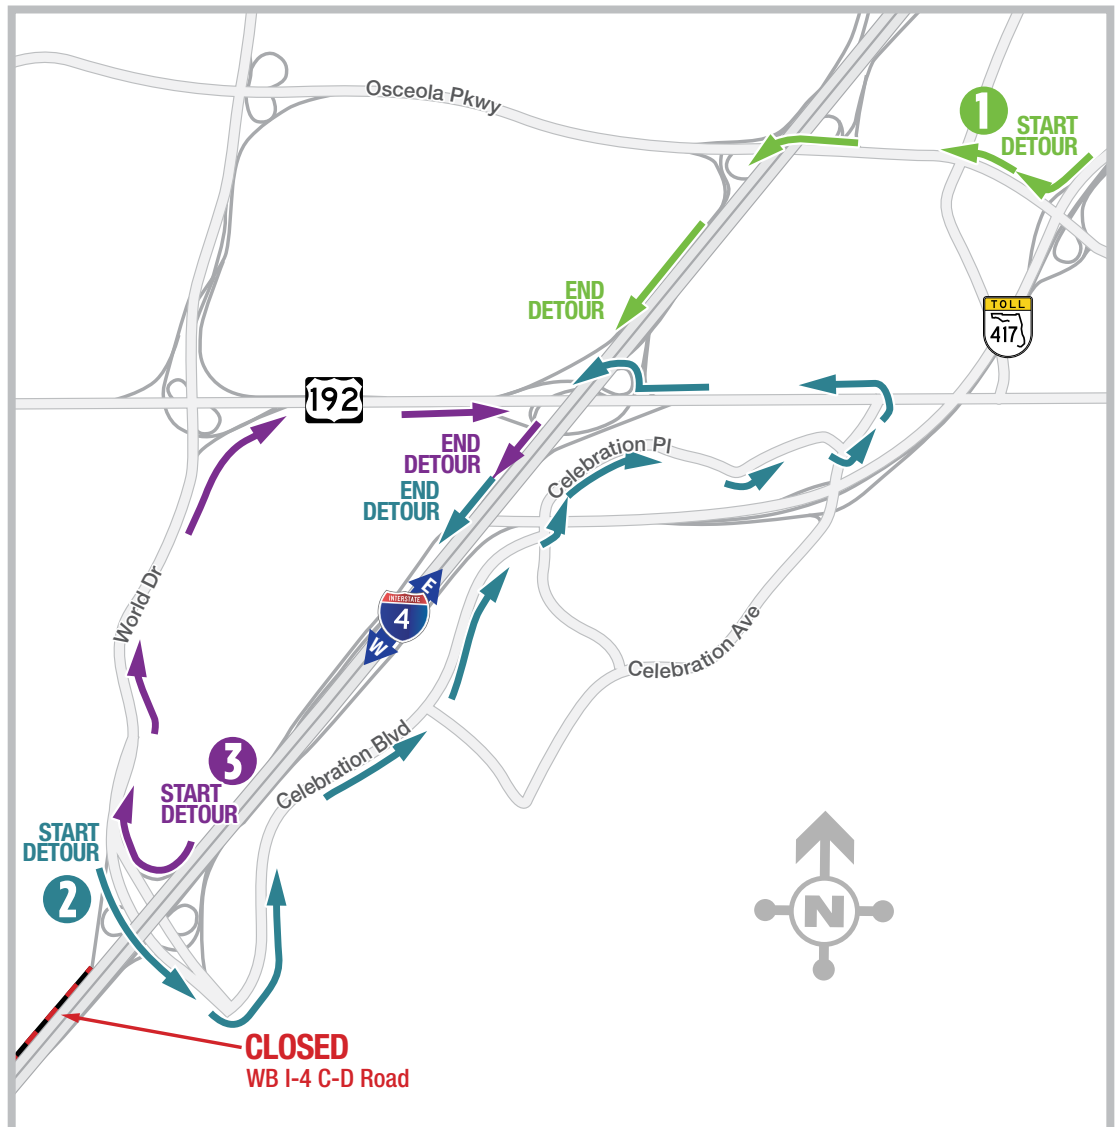 Osceola Pkwy
1
START
DETOUR
TOLL
417
END
DETOUR
192
END
DETOUR
Celebration Pl
END
DETOUR
World Dr
E
INTERSTATE
4
W
Celebration Ave
3
START
DETOUR
Celebration Blvd
START
DETOUR
2
N
CLOSED
WB I-4 C-D Road